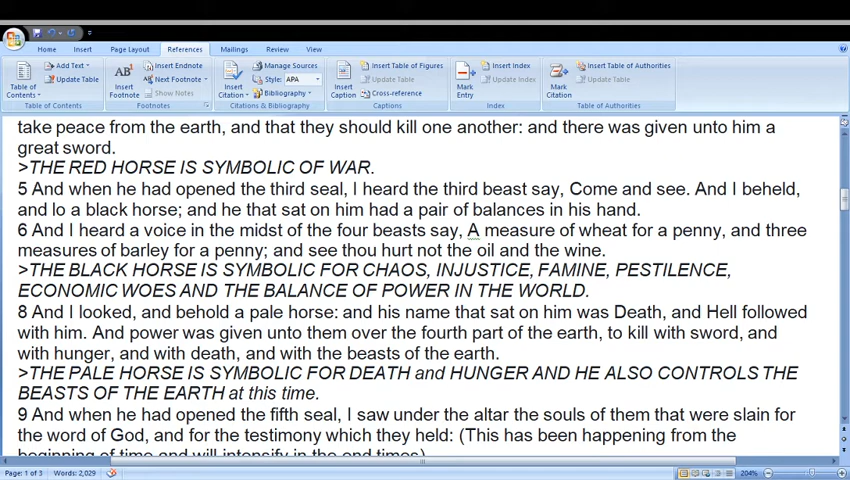 Home Insert Page Layout References Mailings Review View
Add Text Insert Endnote Manage Sources Insert Table of Figures Insert Index Insert Table of Authorities
Update Table AB1 Next Footnote Style: APA Update Table Update Index Update Table
Table of Contents Insert Footnote Show Notes Insert Citation Bibliography Insert Caption Cross-reference Mark Entry Mark Citation
Table of Contents Footnotes Citations & Bibliography Captions Index Table of Authorities
take peace from the earth, and that they should kill one another: and there was given unto him a
great sword.
>THE RED HORSE IS SYMBOLIC OF WAR.
5 And when he had opened the third seal, I heard the third beast say, Come and see. And I beheld,
and lo a black horse; and he that sat on him had a pair of balances in his hand.
6 And I heard a voice in the midst of the four beasts say, A measure of wheat for a penny, and three
measures of barley for a penny; and see thou hurt not the oil and the wine.
>THE BLACK HORSE IS SYMBOLIC FOR CHAOS, INJUSTICE, FAMINE, PESTILENCE,
ECONOMIC WOES AND THE BALANCE OF POWER IN THE WORLD.
8 And I looked, and behold a pale horse: and his name that sat on him was Death, and Hell followed
with him. And power was given unto them over the fourth part of the earth, to kill with sword, and
with hunger, and with death, and with the beasts of the earth.
>THE PALE HORSE IS SYMBOLIC FOR DEATH and HUNGER AND HE ALSO CONTROLS THE
BEASTS OF THE EARTH at this time.
9 And when he had opened the fifth seal, I saw under the altar the souls of them that were slain for
the word of God, and for the testimony which they held: (This has been happening from the
beginning of time and will intensify in the end times)
Page: 1 of 3 Words: 2,029 204%